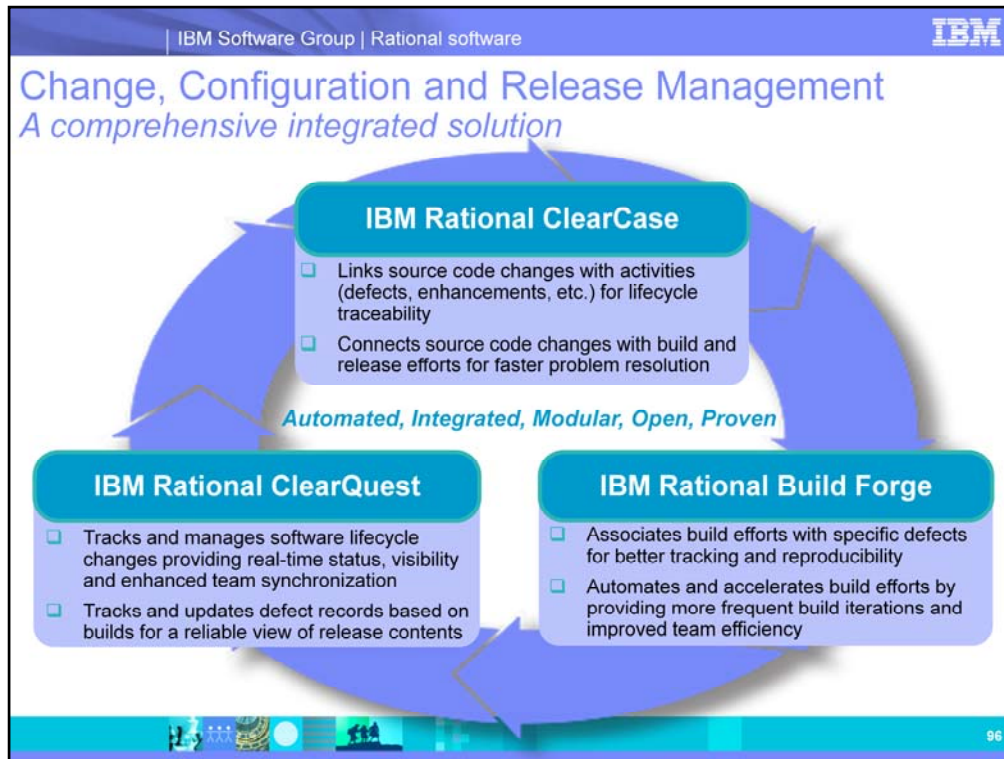 IBM Software Group | Rational software
IBM
Change, Configuration and Release Management
A comprehensive integrated solution
IBM Rational ClearCase
Links source code changes with activities
(defects, enhancements, etc.) for lifecycle
traceability
Connects source code changes with build and
release efforts for faster problem resolution
Automated, Integrated, Modular, Open, Proven
IBM Rational ClearQuest
Tracks and manages software lifecycle
changes providing real-time status, visibility
and enhanced team synchronization
Tracks and updates defect records based on
builds for a reliable view of release contents
IBM Rational Build Forge
Associates build efforts with specific defects
for better tracking and reproducibility
Automates and accelerates build efforts by
providing more frequent build iterations and
improved team efficiency
96